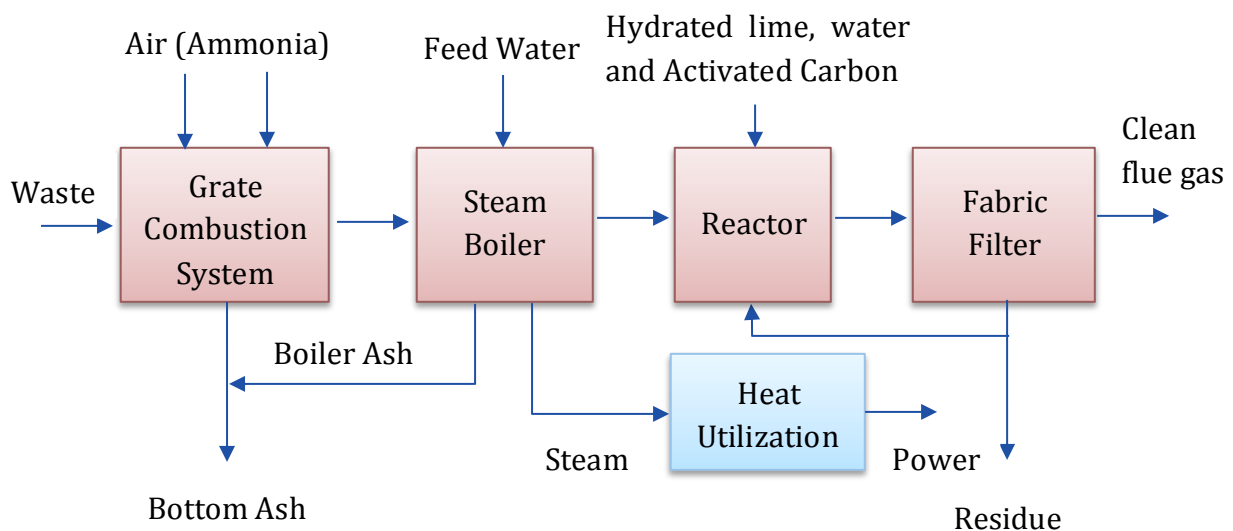 Air (Ammonia)
Feed Water
Hydrated lime, water
and Activated Carbon
Clean
flue gas
Waste
Grate
Combustion
System
Steam
Boiler
Reactor
Fabric
Filter
Boiler Ash
Heat
Utilization
Steam
Power
Bottom Ash
Residue